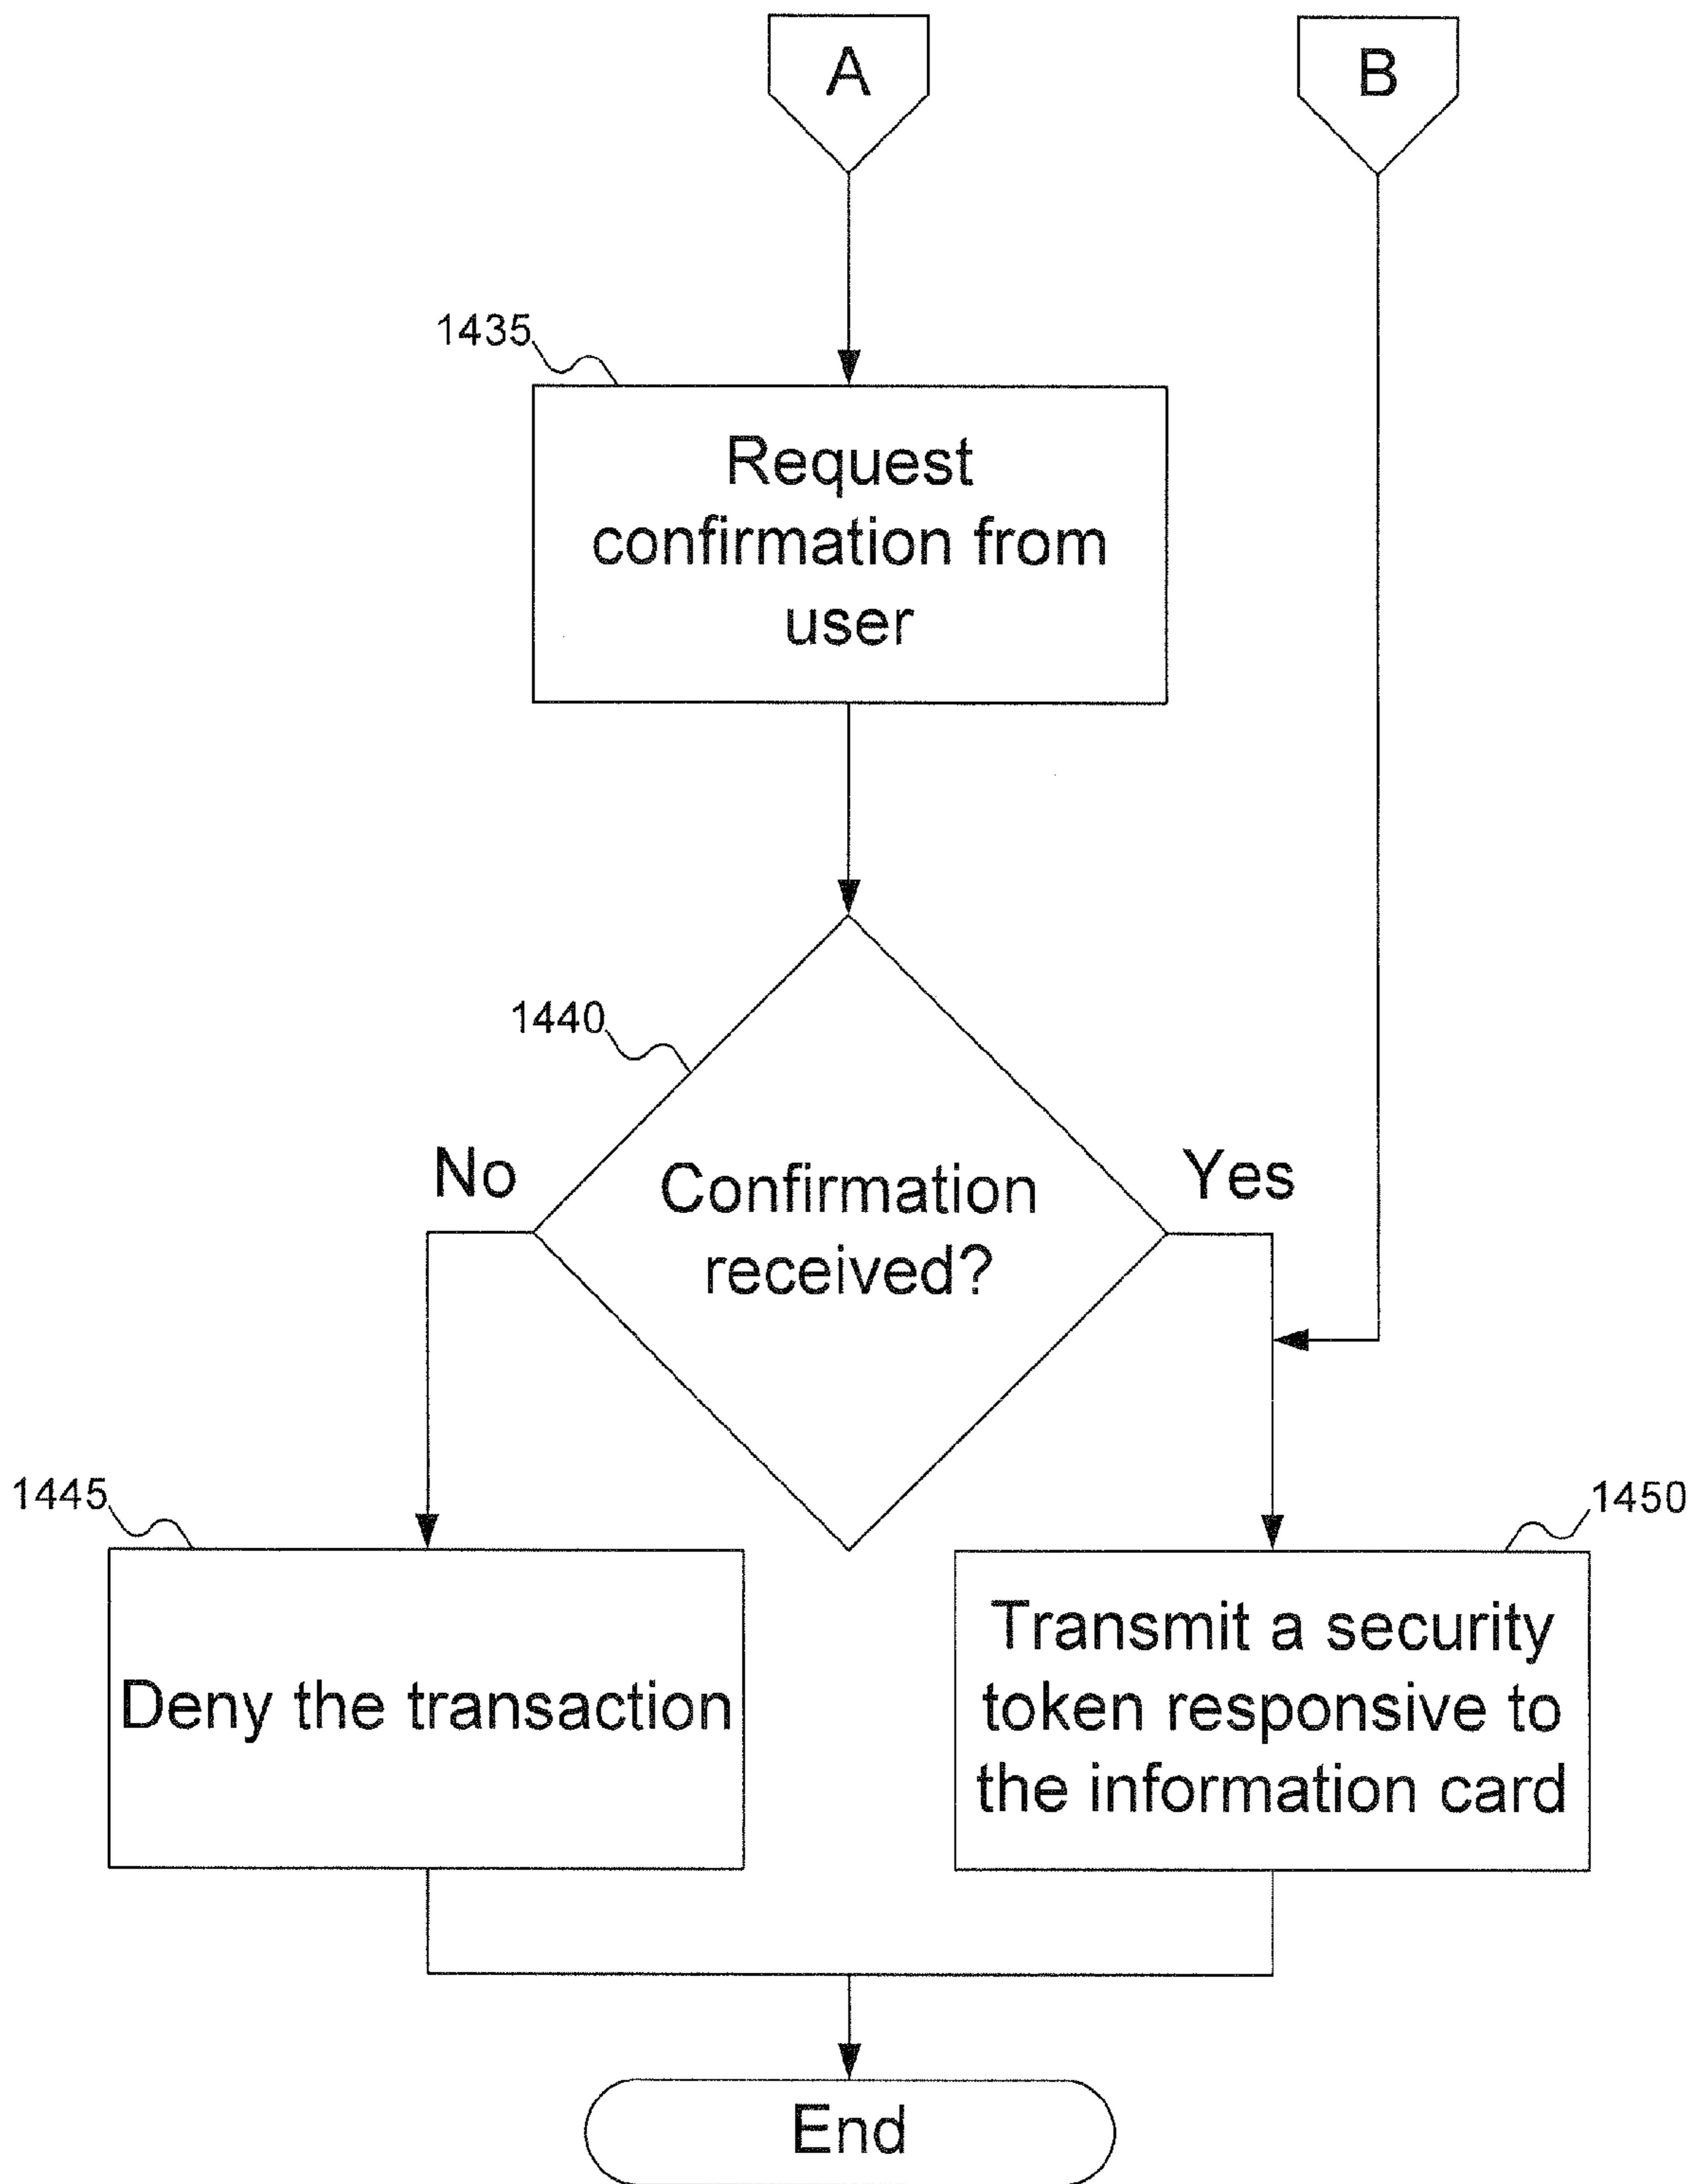 A
B
1435
Request
confirmation from
user
1440
No
Confirmation
received?
Yes
1445
Deny the transaction
1450
Transmit a security
token responsive to
the information card
End